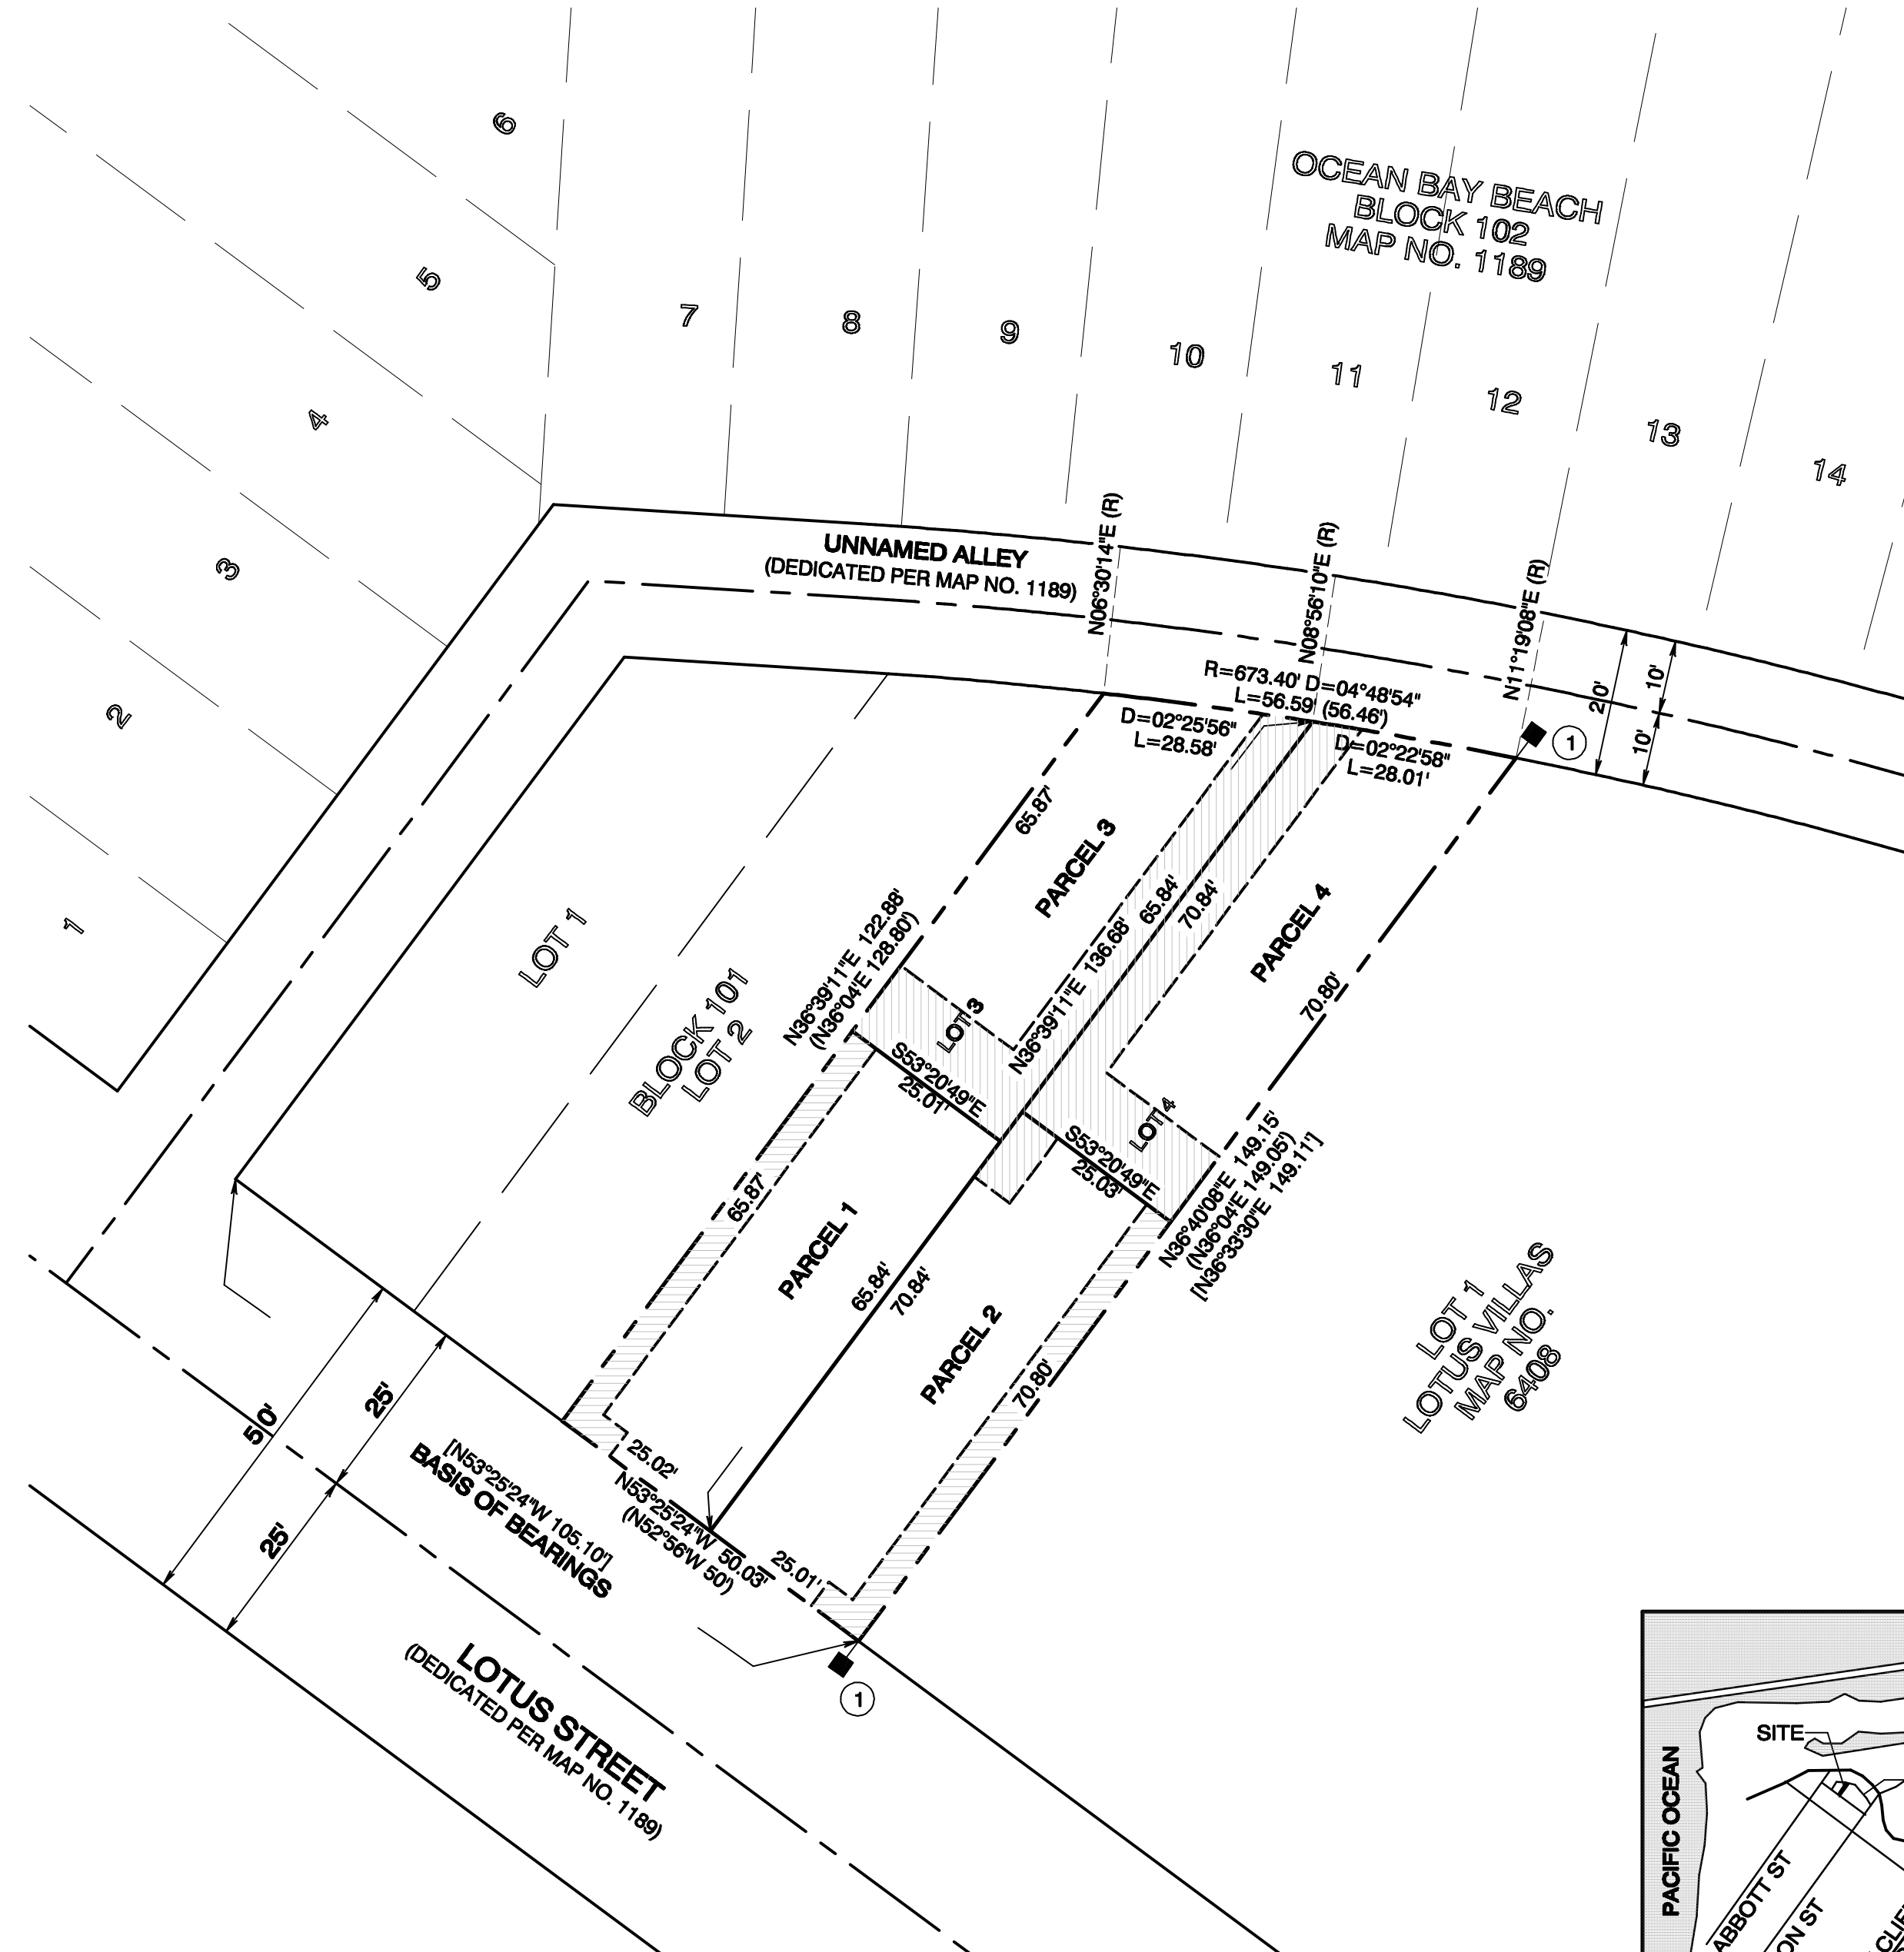 6
5
4
3
2
1
7
8
9
10
11
12
13
14
OCEAN BAY BEACH
BLOCK 102
MAP NO. 1189
UNNAMED ALLEY
(DEDICATED PER MAP NO. 1189)
N06°30'14"E (R)
N08°56'10"E (R)
N11°19'08"E (R)
R=673.40' D=04°48'54"
L=56.59' (56.46')
D=02°25'56"
L=28.58'
D=02°22'58"
L=28.01'
20'
10'
10'
1
65.87'
PARCEL 3
65.84'
70.84'
PARCEL 4
70.80'
N36°39'11"E 122.88'
(N36°04'E 128.80')
N36°39'11"E 136.68'
LOT 1
BLOCK 101
LOT 2
LOT 3
S53°20'49"E
25.01'
LOT 4
S53°20'49"E
25.03'
N36°40'08"E 149.15'
(N36°04'E 149.05')
[N36°33'30"E 149.11']
65.87'
PARCEL 1
65.84'
70.84'
PARCEL 2
70.80'
LOT 1
LOTUS VILLAS
MAP NO.
6408
50'
25'
25'
[N53°25'24"W 105.10']
BASIS OF BEARINGS
25.02'
N53°25'24"W 50.03'
(N52°56'W 50')
25.01'
1
LOTUS STREET
(DEDICATED PER MAP NO. 1189)
SITE
PACIFIC OCEAN
ABBOTT ST
ON ST
CLIF